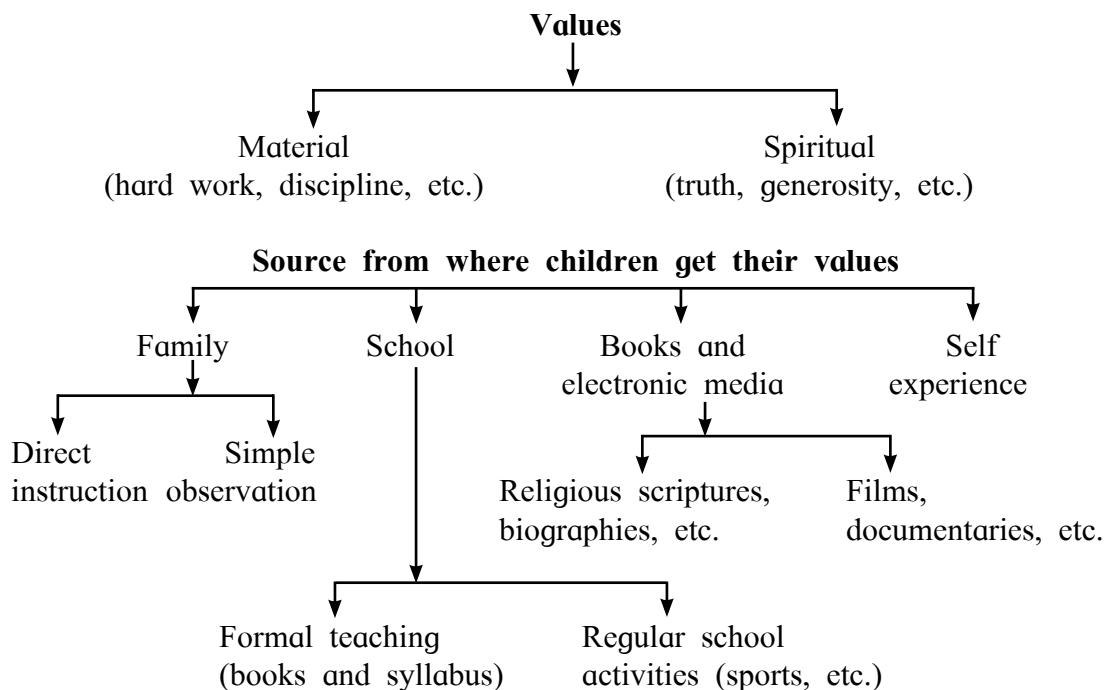 Values
Material
(hard work, discipline, etc.)
Spiritual
(truth, generosity, etc.)
Source from where children get their values
Family
School
Books and
electronic media
Self
experience
Direct
instruction
Simple
observation
Religious scriptures,
biographies, etc.
Films,
documentaries, etc.
Formal teaching
(books and syllabus)
Regular school
activities (sports, etc.)